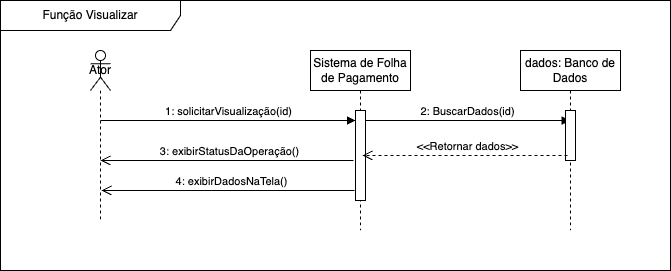 Função Visualizar
Ator
Sistema de Folha
de Pagamento
dados: Banco de
Dados
1: solicitarVisualização(id)
2: BuscarDados(id)
3: exibirStatusDaOperação()
<<Retornar dados>>
4: exibirDadosNaTela()